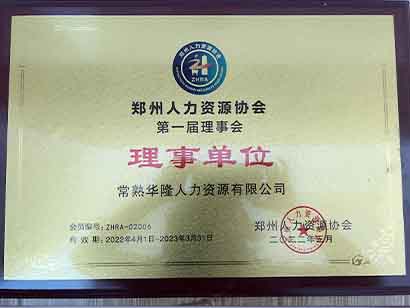 ZHRA
郑州人力资源协会
第一届理事会
理事单位
常熟华隆人力资源有限公司
会员编号: ZHRA-02006
郑州人力资源协会
有 效 期: 2022年4月1日-2023年3月31日
二〇二二年三月